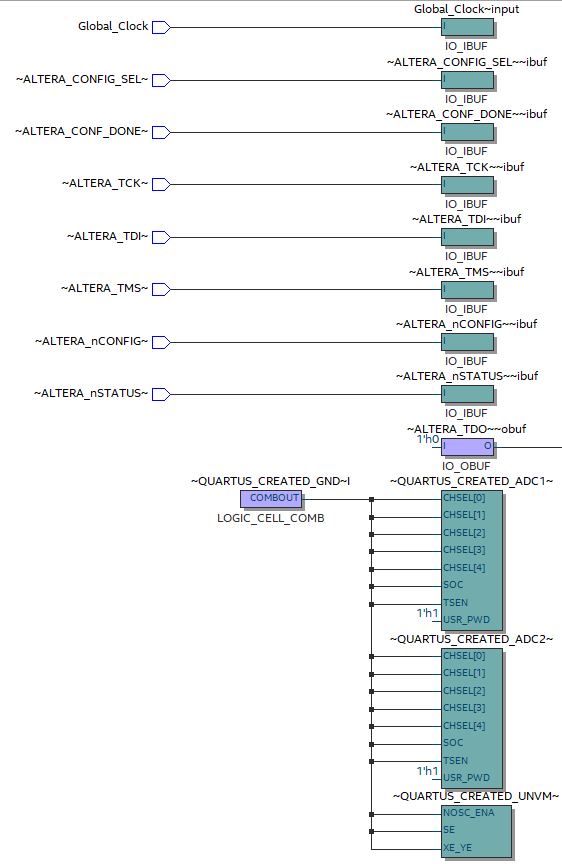 Global_Clock~input
Global_Clock
I
IO_IBUF
~ALTERA_CONFIG_SEL~~ibuf
~ALTERA_CONFIG_SEL~
I
IO_IBUF
~ALTERA_CONF_DONE~~ibuf
~ALTERA_CONF_DONE~
I
IO_IBUF
~ALTERA_TCK~~ibuf
~ALTERA_TCK~
I
IO_IBUF
~ALTERA_TDI~~ibuf
~ALTERA_TDI~
I
IO_IBUF
~ALTERA_TMS~~ibuf
~ALTERA_TMS~
I
IO_IBUF
~ALTERA_nCONFIG~~ibuf
~ALTERA_nCONFIG~
I
IO_IBUF
~ALTERA_nSTATUS~~ibuf
~ALTERA_nSTATUS~
I
IO_IBUF
~ALTERA_TDO~~obuf
1'h0
I O
IO_OBUF
~QUARTUS_CREATED_GND~I
COMBOUT
LOGIC_CELL_COMB
~QUARTUS_CREATED_ADC1~
CHSEL[0]
CHSEL[1]
CHSEL[2]
CHSEL[3]
CHSEL[4]
SOC
TSEN
1'h1
USR_PWD
~QUARTUS_CREATED_ADC2~
CHSEL[0]
CHSEL[1]
CHSEL[2]
CHSEL[3]
CHSEL[4]
SOC
TSEN
1'h1
USR_PWD
~QUARTUS_CREATED_UNVM~
NOSC_ENA
SE
XE_YE